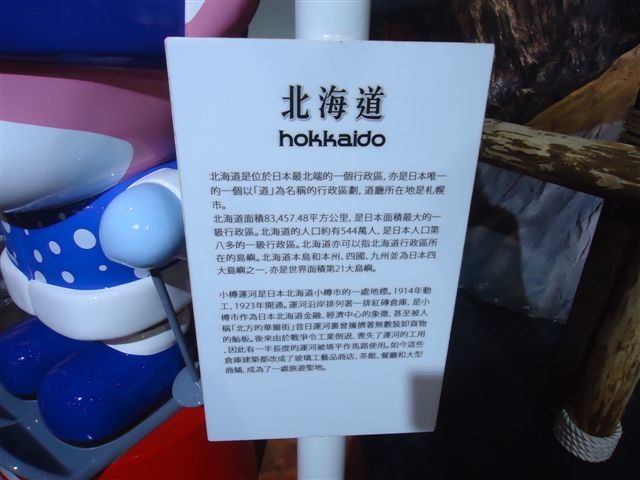 北海道
hokkaido
北海道是位於日本最北端的一個行政區, 亦是日本唯一
的一個以「道」為名稱的行政區劃, 道廳所在地是札幌
市。
北海道面積83,457.48平方公里, 是日本面積最大的一
級行政區。北海道的人口約有544萬人, 是日本人口第
八多的一級行政區。北海道亦可以指北海道行政區所
在的島嶼。北海道本島和本州、四國、九州並為日本四
大島嶼之一, 亦是世界面積第21大島嶼。
小樽運河是日本北海道小樽市的一處地標。1914年動
工, 1923年開通。運河沿岸排列著一排紅磚倉庫, 是小
樽市作為日本北海道金融、經濟中心的象徵, 甚至被人
稱「北方的華爾街」昔日運河裏曾擁擠著無數裝卸貨物
的舢板。後來由於戰爭令工業倒退, 喪失了運河的工用
, 因此有一半長度的運河被填平作馬路使用。如今這些
倉庫建築都改成了玻璃工藝品商店、茶館、餐廳和大型
商鋪, 成為了一處旅遊聖地。